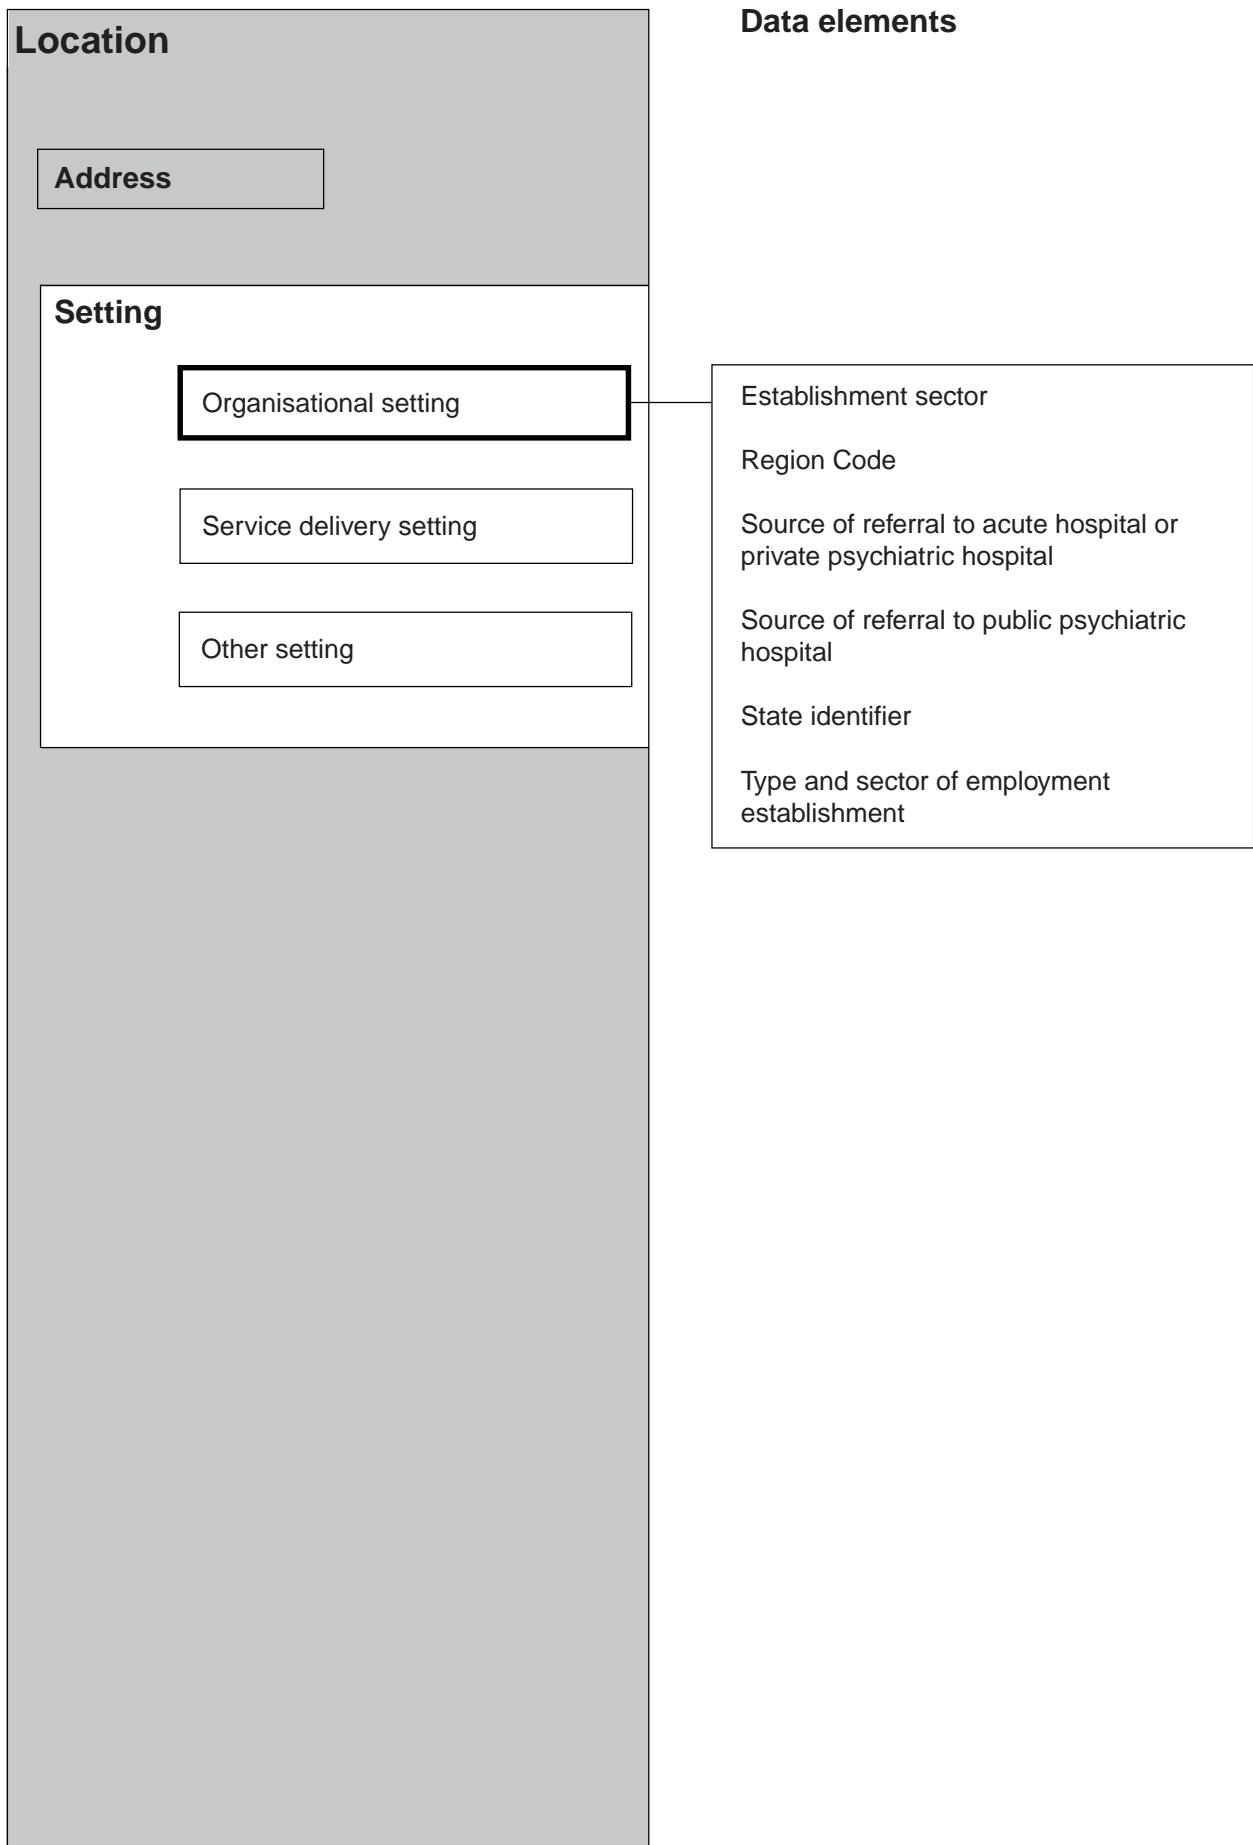 Location
Data elements
Address
Setting
Organisational setting
Service delivery setting
Other setting
Establishment sector
Region Code
Source of referral to acute hospital or
private psychiatric hospital
Source of referral to public psychiatric
hospital
State identifier
Type and sector of employment
establishment